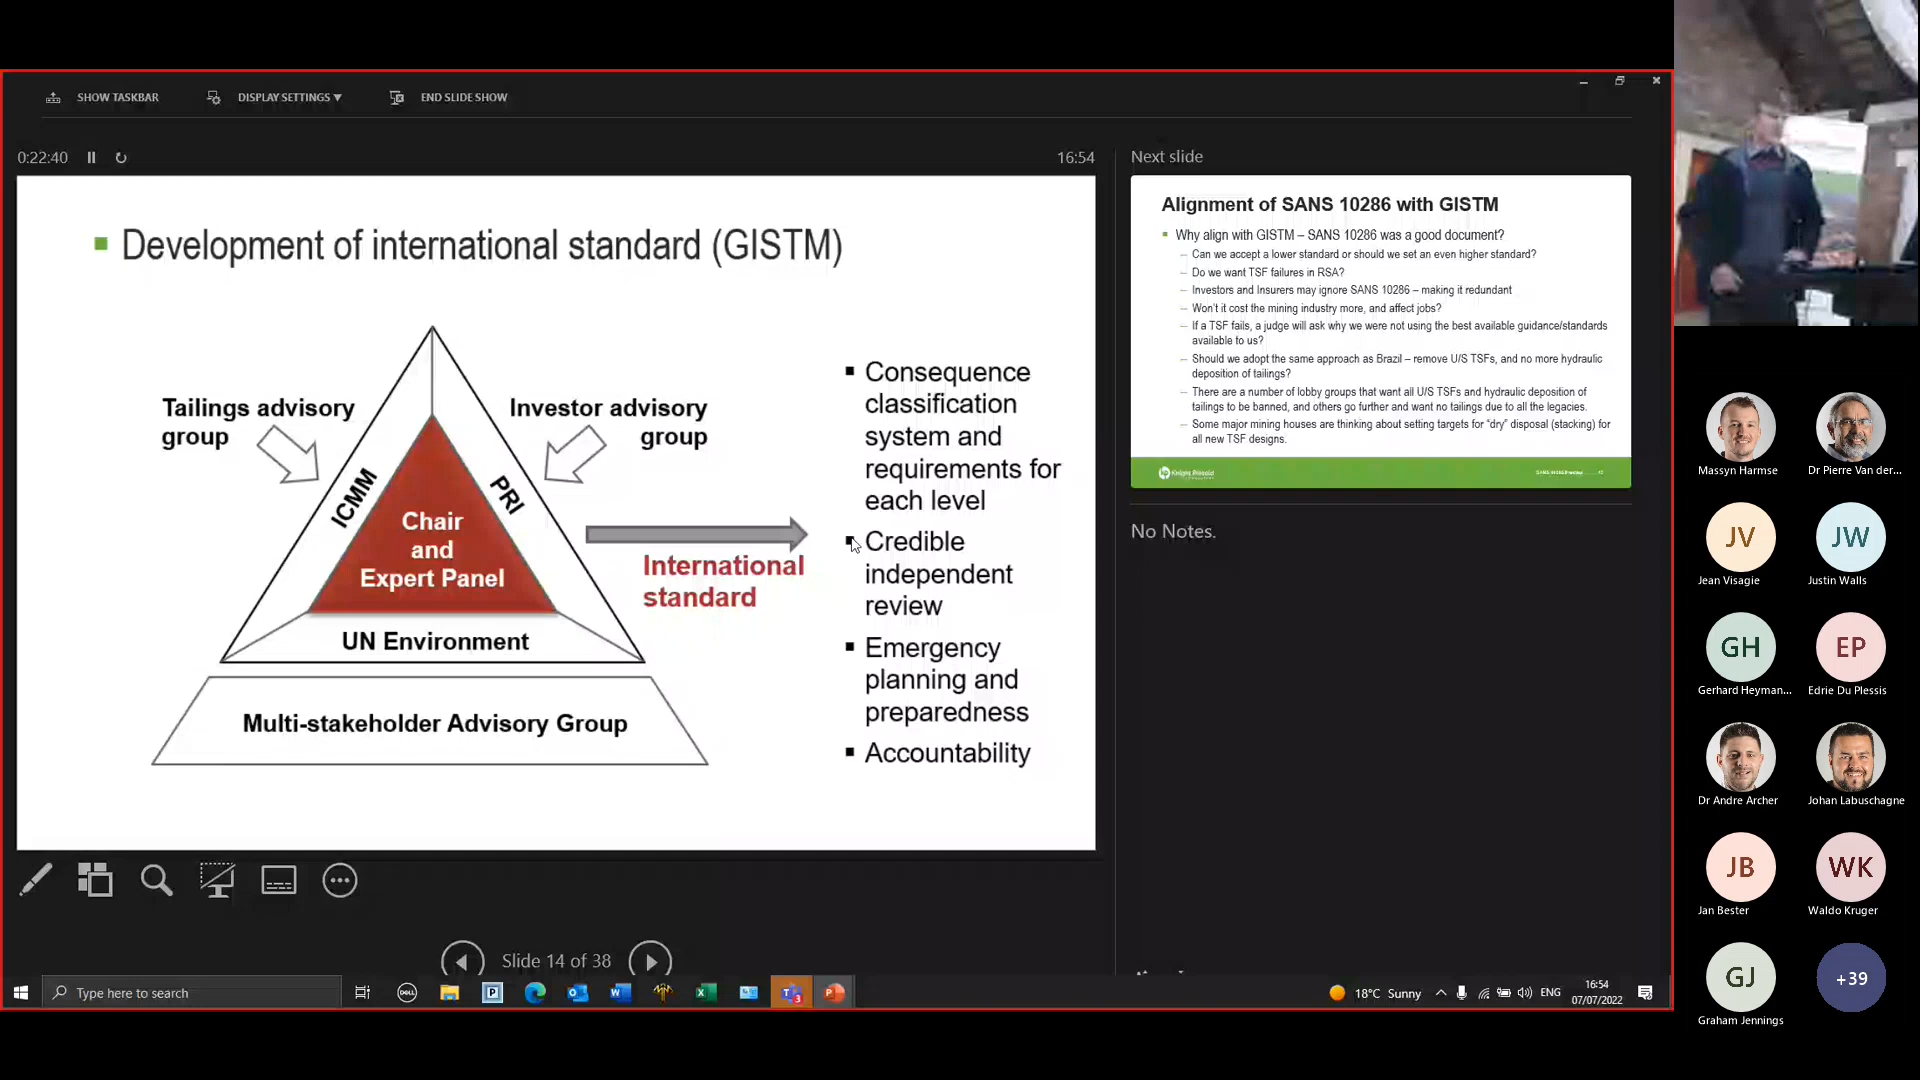 SHOW TASKBAR
DISPLAY SETTINGS ▼
END SLIDE SHOW
0:22:40
16:54
Development of international standard (GISTM)
Tailings advisory
group
Investor advisory
group
ICMM
PRI
Chair
and
Expert Panel
UN Environment
Multi-stakeholder Advisory Group
International
standard
Consequence
classification
system and
requirements for
each level
Credible
independent
review
Emergency
planning and
preparedness
Accountability
Slide 14 of 38
Next slide
Alignment of SANS 10286 with GISTM
Why align with GISTM – SANS 10286 was a good document?
– Can we accept a lower standard or should we set an even higher standard?
– Do we want TSF failures in RSA?
– Investors and Insurers may ignore SANS 10286 – making it redundant
– Won't it cost the mining industry more, and affect jobs?
– If a TSF fails, a judge will ask why we were not using the best available guidance/standards
available to us?
– Should we adopt the same approach as Brazil – remove U/S TSFs, and no more hydraulic
deposition of tailings?
– There are a number of lobby groups that want all U/S TSFs and hydraulic deposition of
tailings to be banned, and others go further and want no tailings due to all the legacies.
– Some major mining houses are thinking about setting targets for "dry" disposal (stacking) for
all new TSF designs.
Knight Piésold
No Notes.
Massyn Harmse
Dr Pierre Van der...
JV
JW
Jean Visagie
Justin Walls
GH
EP
Gerhard Heyman...
Edrie Du Plessis
Dr Andre Archer
Johan Labuschagne
JB
WK
Jan Bester
Waldo Kruger
GJ
+39
Graham Jennings
Type here to search
DELL
18°C Sunny
ENG
16:54
07/07/2022